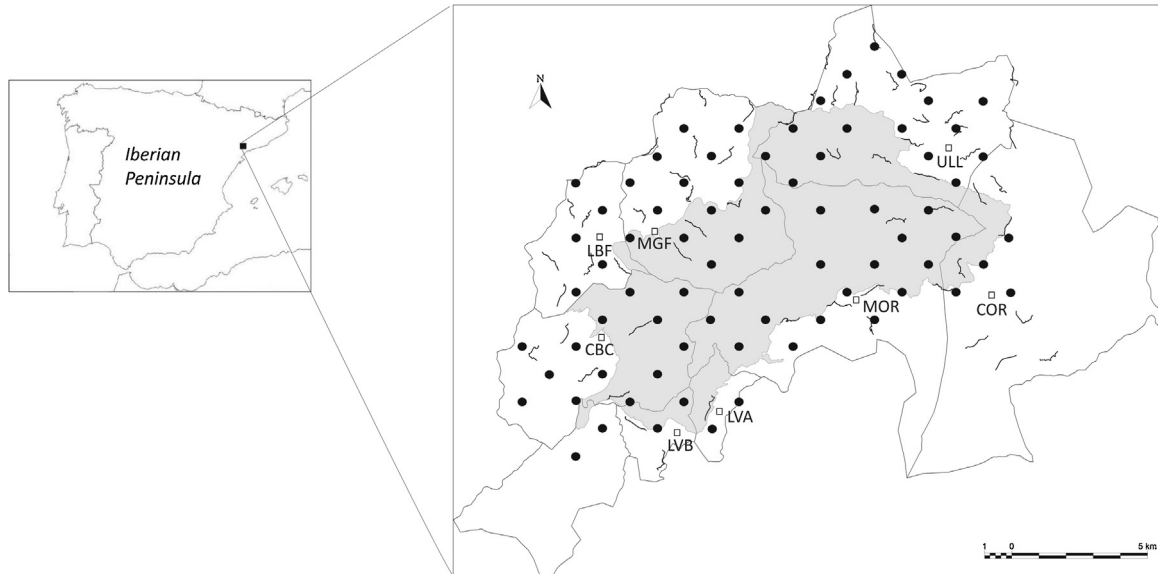 N
Iberian
Peninsula
ULL
LBF
MGF
MOR
COR
CBC
LVA
LVB
1 0 5 km